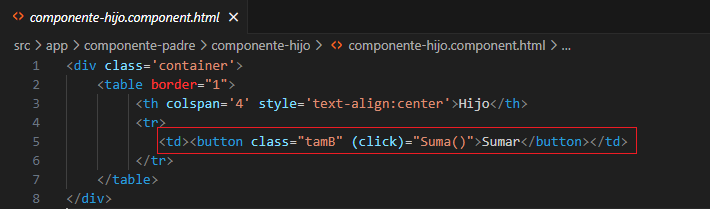 componente-hijo.component.html
src > app > componente-padre > componente-hijo > componente-hijo.component.html > ...
1 <div class='container'>
2 <table border="1">
3 <th colspan='4' style='text-align:center'>Hijo</th>
4 <tr>
5 <td><button class="tamB" (click)="Suma()">Sumar</button></td>
6 </tr>
7 </table>
8 </div>